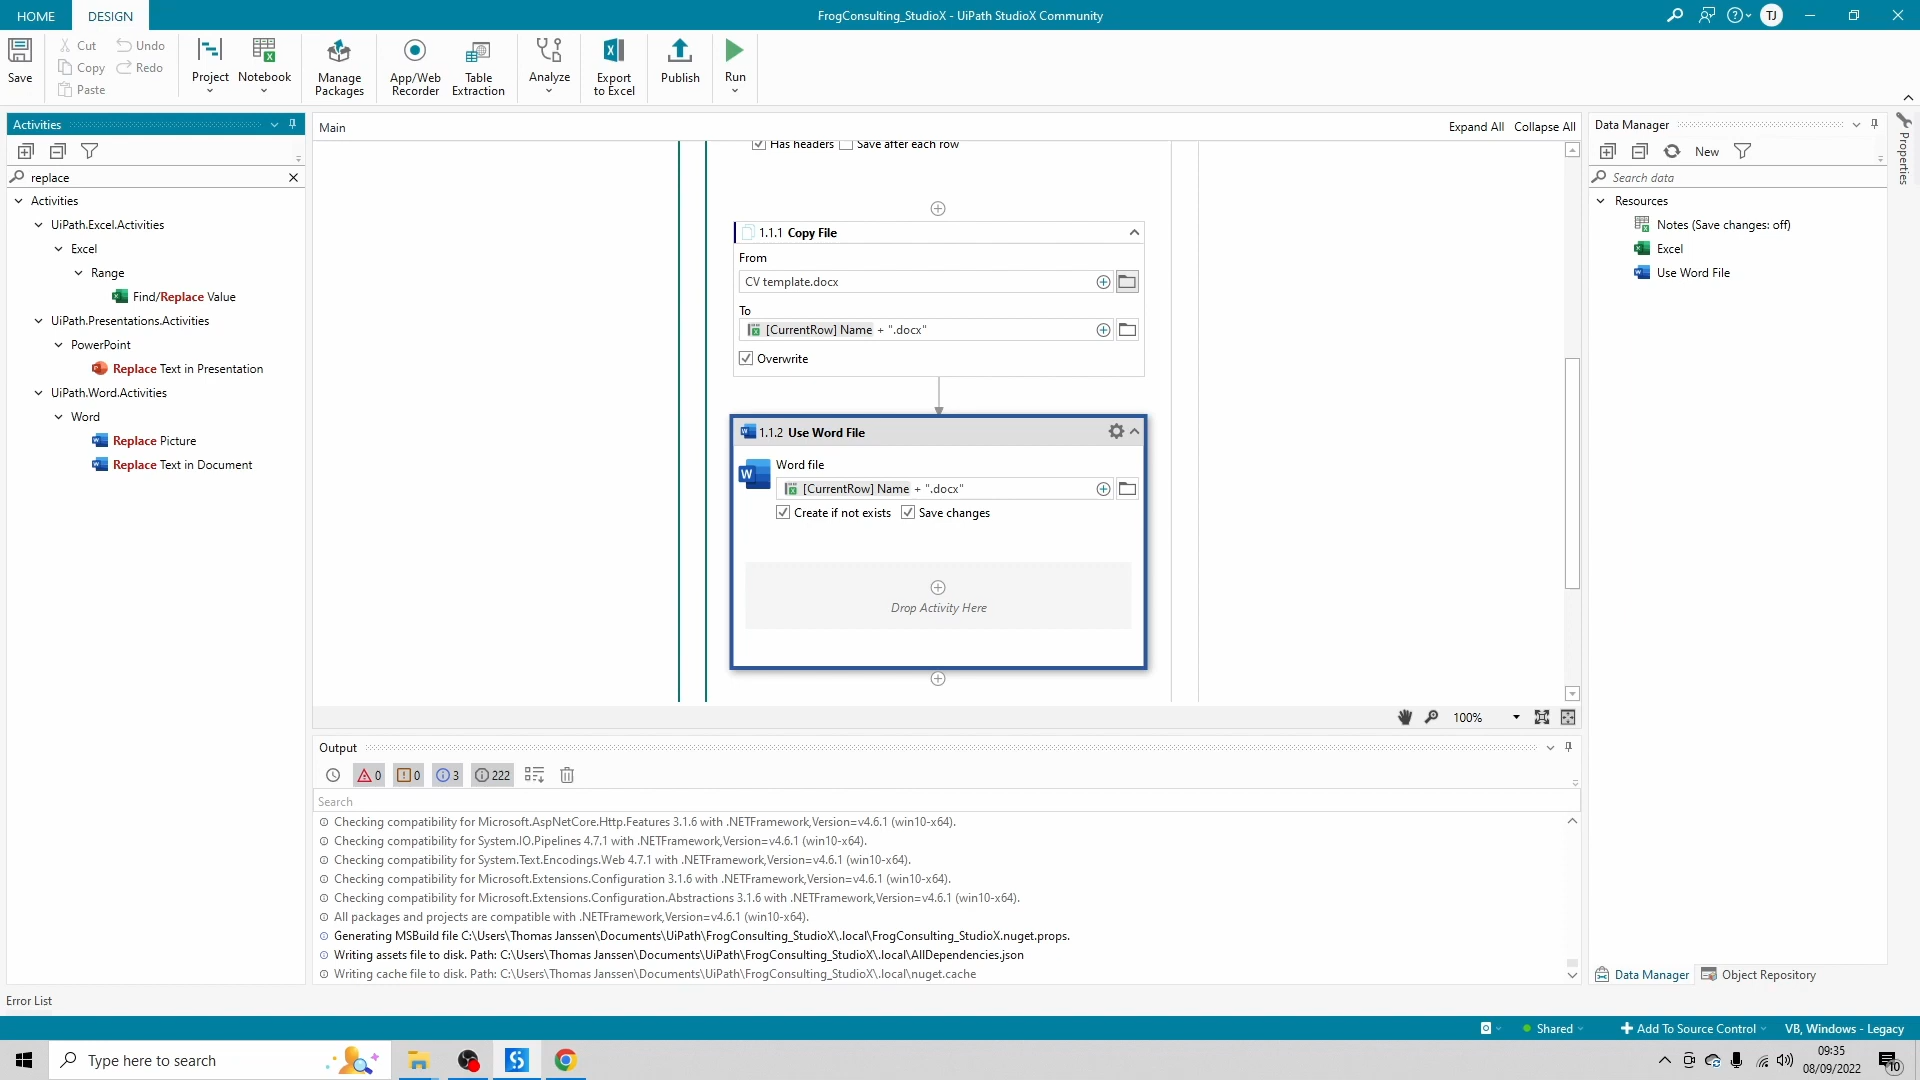 HOME
DESIGN
FrogConsulting_StudioX - UiPath StudioX Community
TJ
Save
Cut
Copy
Paste
Undo
Redo
Project
Notebook
Manage
Packages
App/Web
Recorder
Table
Extraction
Analyze
Export
to Excel
Publish
Run
Activities
replace
Activities
UiPath.Excel.Activities
Excel
Range
Find/Replace Value
UiPath.Presentations.Activities
PowerPoint
Replace Text in Presentation
UiPath.Word.Activities
Word
Replace Picture
Replace Text in Document
Main
Expand All
Collapse All
Has headers
Save after each row
1.1.1 Copy File
From
CV template.docx
To
[CurrentRow] Name + ".docx"
Overwrite
1.1.2 Use Word File
W
Word file
[CurrentRow] Name + ".docx"
Create if not exists
Save changes
Drop Activity Here
100%
Data Manager
New
Search data
Resources
Notes (Save changes: off)
Excel
Use Word File
Properties
Data Manager
Object Repository
Output
0
0
3
222
Search
Checking compatibility for Microsoft.AspNetCore.Http.Features 3.1.6 with .NETFramework,Version=v4.6.1 (win10-x64).
Checking compatibility for System.IO.Pipelines 4.7.1 with .NETFramework,Version=v4.6.1 (win10-x64).
Checking compatibility for System.Text.Encodings.Web 4.7.1 with .NETFramework,Version=v4.6.1 (win10-x64).
Checking compatibility for Microsoft.Extensions.Configuration 3.1.6 with .NETFramework,Version=v4.6.1 (win10-x64).
Checking compatibility for Microsoft.Extensions.Configuration.Abstractions 3.1.6 with .NETFramework,Version=v4.6.1 (win10-x64).
All packages and projects are compatible with .NETFramework,Version=v4.6.1 (win10-x64).
Generating MSBuild file C:\Users\Thomas Janssen\Documents\UiPath\FrogConsulting_StudioX\.local\FrogConsulting_StudioX.nuget.props.
Writing assets file to disk. Path: C:\Users\Thomas Janssen\Documents\UiPath\FrogConsulting_StudioX\.local\AllDependencies.json
Writing cache file to disk. Path: C:\Users\Thomas Janssen\Documents\UiPath\FrogConsulting_StudioX\.local\nuget.cache
Error List
Shared
Add To Source Control
VB, Windows - Legacy
Type here to search
09:35
08/09/2022
10